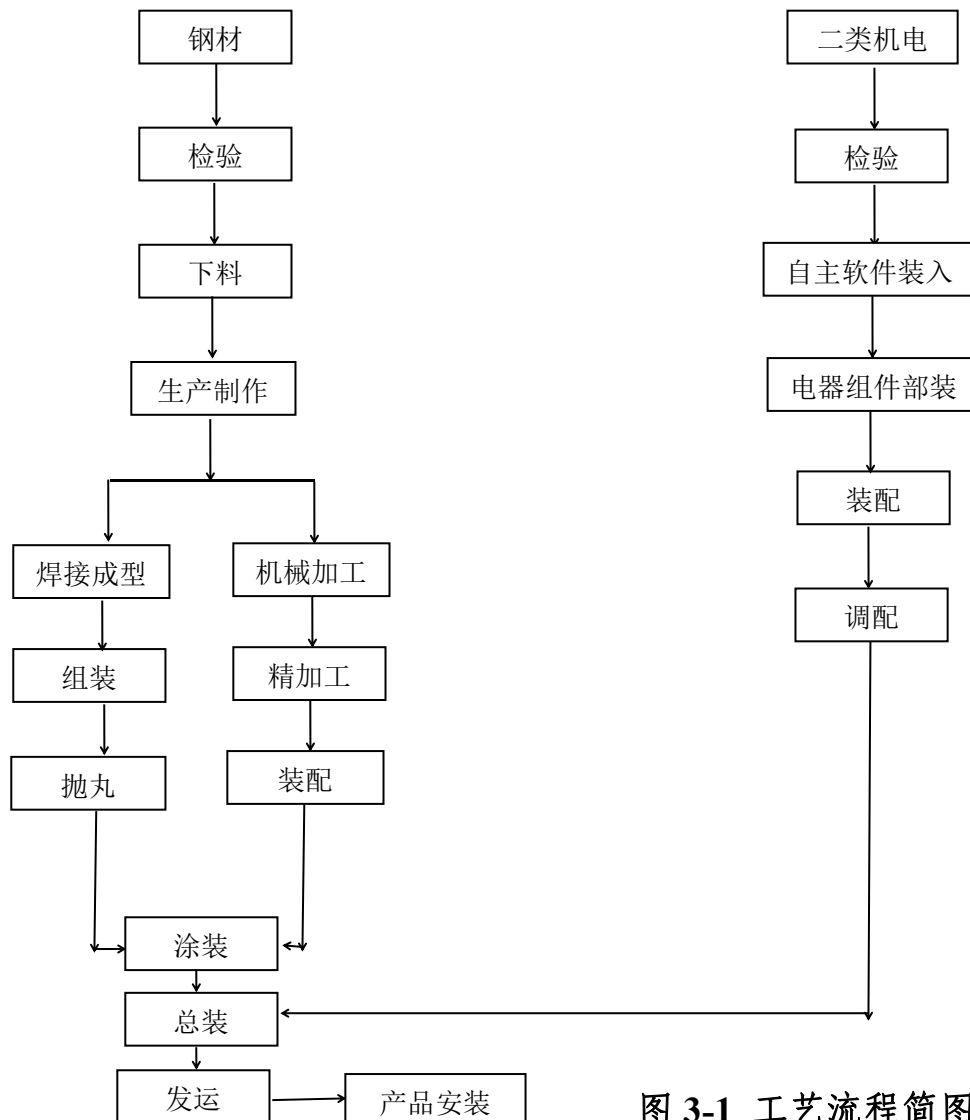 钢材
二类机电
检验
检验
下料
自主软件装入
生产制作
电器组件部装
装配
焊接成型
机械加工
调配
组装
精加工
抛丸
装配
涂装
总装
发运
产品安装
图 3-1 工艺流程简图